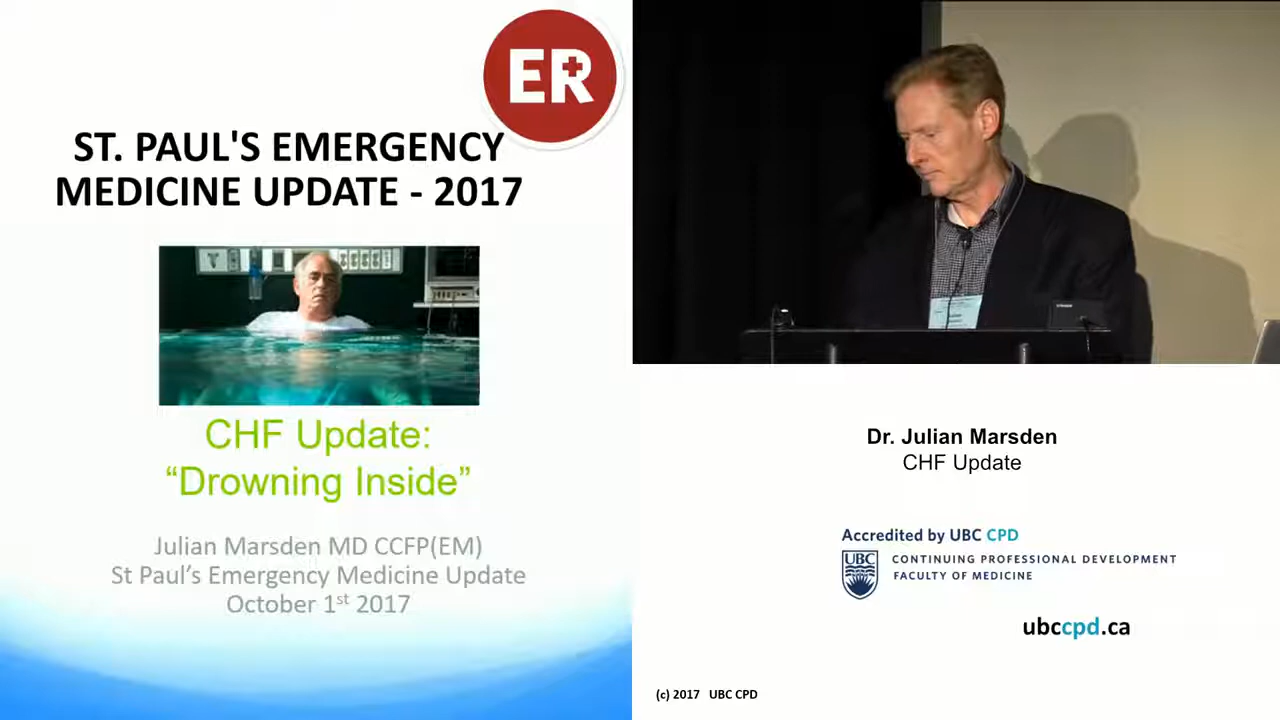 ER
ST. PAUL'S EMERGENCY
MEDICINE UPDATE - 2017
CHF Update:
“Drowning Inside”
Julian Marsden MD CCFP(EM)
St Paul’s Emergency Medicine Update
October 1st 2017
Dr. Julian Marsden
CHF Update
Accredited by UBC CPD
UBC
CONTINUING PROFESSIONAL DEVELOPMENT
FACULTY OF MEDICINE
ubccpd.ca
(c) 2017 UBC CPD